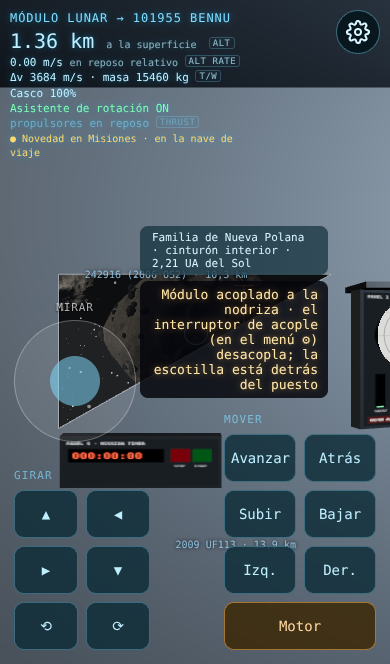 MÓDULO LUNAR → 101955 BENNU
1.36 km a la superficie ALT
0.00 m/s en reposo relativo ALT RATE
Δv 3684 m/s · masa 15460 kg T/W
Casco 100%
Asistente de rotación ON
propulsores en reposo THRUST
● Novedad en Misiones · en la nave de
viaje
Familia de Nueva Polana
· cinturón interior ·
2,21 UA del Sol
MIRAR
Módulo acoplado a la
nodriza · el
interruptor de acople
(en el menú ⚙)
desacopla; la
escotilla está detrás
del puesto
MOVER
000:00:00
GIRAR
▲ ◀
▶ ▼
⟲ ⟳
Avanzar Atrás
Subir Bajar
2009 UF113 · 13,9 km
Izq. Der.
Motor